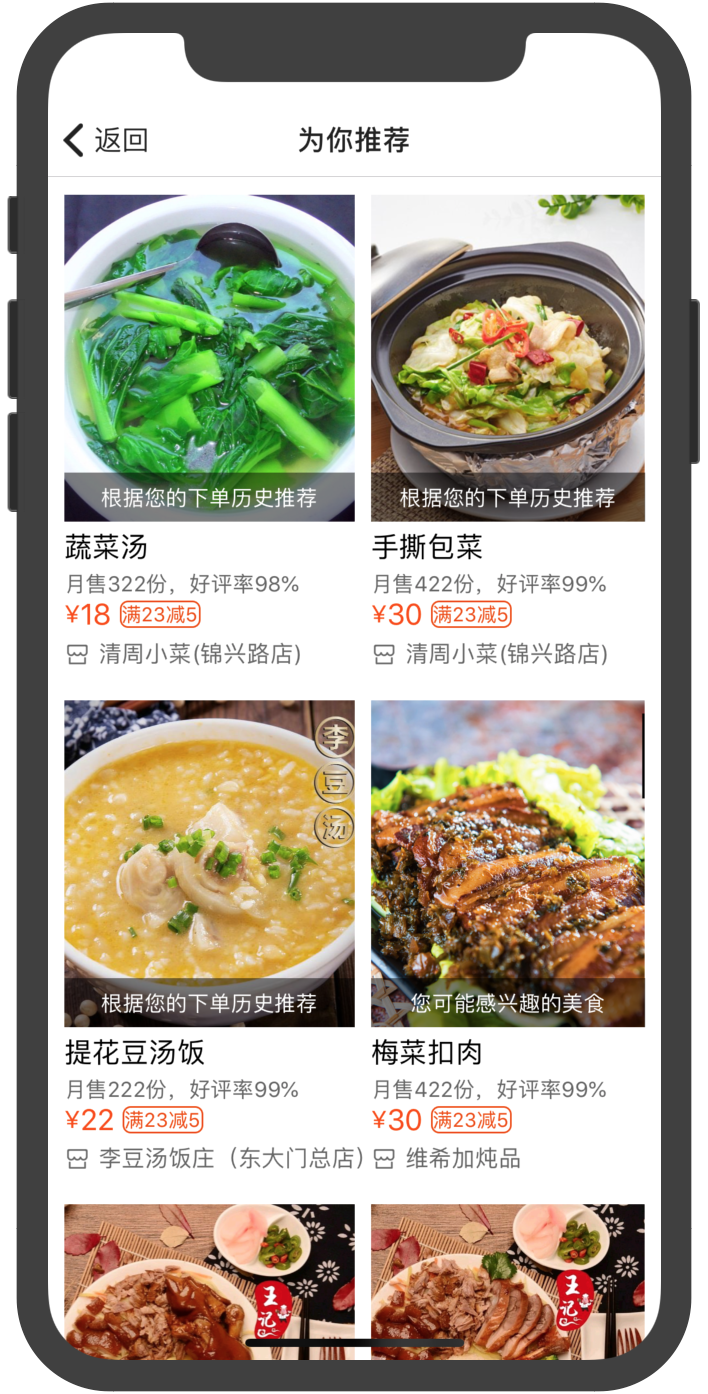 返回
为你推荐
根据您的下单历史推荐
根据您的下单历史推荐
蔬菜汤
手撕包菜
月售322份，好评率98%
月售422份，好评率99%
¥18 满23减5
¥30 满23减5
清周小菜(锦兴路店)
清周小菜(锦兴路店)
李豆汤
根据您的下单历史推荐
您可能感兴趣的美食
提花豆汤饭
梅菜扣肉
月售222份，好评率99%
月售422份，好评率99%
¥22 满23减5
¥30 满23减5
李豆汤饭庄（东大门总店）
维希加炖品
王记
王记